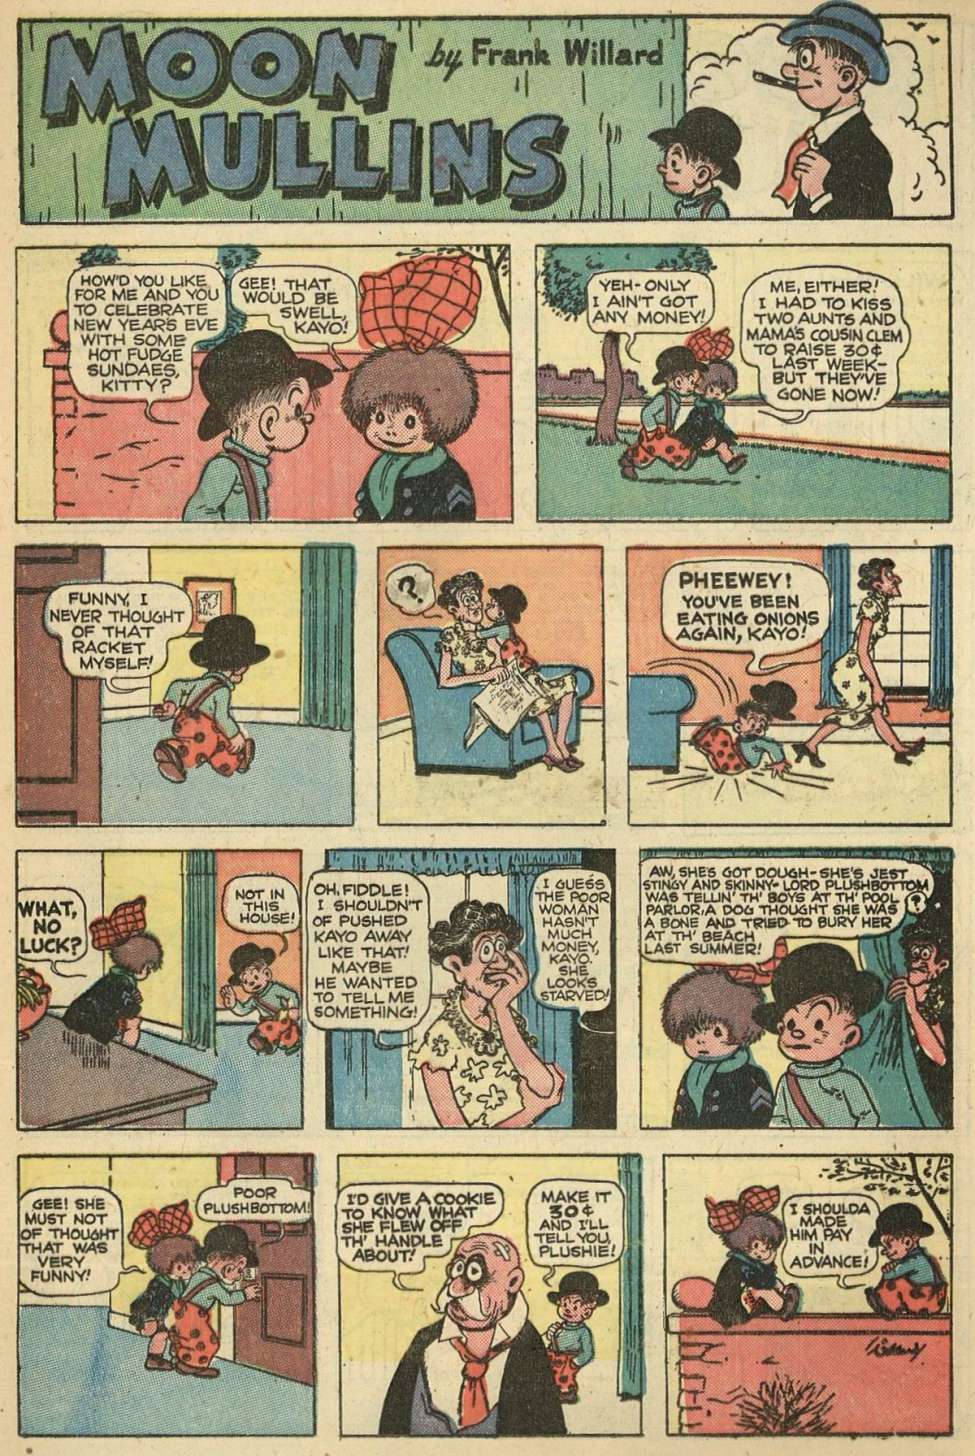 MOON
MULLINS
by Frank Willard
HOW'D YOU LIKE
FOR ME AND YOU
TO CELEBRATE
NEW YEAR'S EVE
WITH SOME
HOT FUDGE
SUNDAES,
KITTY?
GEE! THAT
WOULD BE
SWELL,
KAYO!
YEH-ONLY
I AIN'T GOT
ANY MONEY!
ME, EITHER!
I HAD TO KISS
TWO AUNTS AND
MAMA'S COUSIN CLEM
TO RAISE 30¢
LAST WEEK-
BUT THEY'VE
GONE NOW!
FUNNY, I
NEVER THOUGHT
OF THAT
RACKET
MYSELF!
?
PHEEWEY!
YOU'VE BEEN
EATING ONIONS
AGAIN, KAYO!
WHAT,
NO
LUCK?
NOT IN
THIS
HOUSE!
OH, FIDDLE!
I SHOULDN'T
OF PUSHED
KAYO AWAY
LIKE THAT!
MAYBE
HE WANTED
TO TELL ME
SOMETHING!
I GUESS
THE POOR
WOMAN
HASN'T
MUCH
MONEY,
KAYO.
SHE
LOOKS
STARVED!
AW, SHE'S GOT DOUGH-SHE'S JEST
STINGY AND SKINNY-LORD PLUSHBOTTOM
WAS TELLIN' TH' BOYS AT TH' POOL
PARLOR, A DOG THOUGHT SHE WAS
A BONE AND TRIED TO BURY HER
AT TH' BEACH
LAST SUMMER!
?
GEE! SHE
MUST NOT
OF THOUGHT
THAT WAS
VERY
FUNNY!
POOR
PLUSHBOTTOM!
I'D GIVE A COOKIE
TO KNOW WHAT
SHE FLEW OFF
TH' HANDLE
ABOUT!
MAKE IT
30¢
AND I'LL
TELL YOU,
PLUSHIE!
I SHOULDA
MADE
HIM PAY
IN
ADVANCE!
Willard